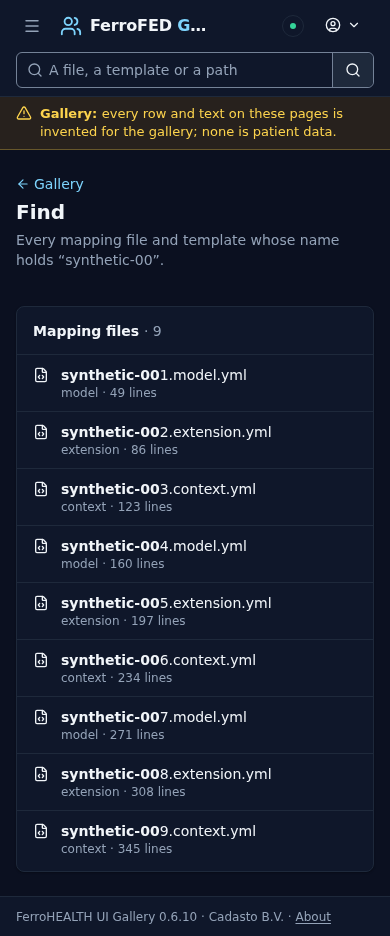 FerroFED G…
A file, a template or a path
Gallery: every row and text on these pages is
invented for the gallery; none is patient data.
← Gallery
Find
Every mapping file and template whose name
holds “synthetic-00”.
Mapping files · 9
synthetic-001.model.yml
model · 49 lines
synthetic-002.extension.yml
extension · 86 lines
synthetic-003.context.yml
context · 123 lines
synthetic-004.model.yml
model · 160 lines
synthetic-005.extension.yml
extension · 197 lines
synthetic-006.context.yml
context · 234 lines
synthetic-007.model.yml
model · 271 lines
synthetic-008.extension.yml
extension · 308 lines
synthetic-009.context.yml
context · 345 lines
FerroHEALTH UI Gallery 0.6.10 · Cadasto B.V. · About